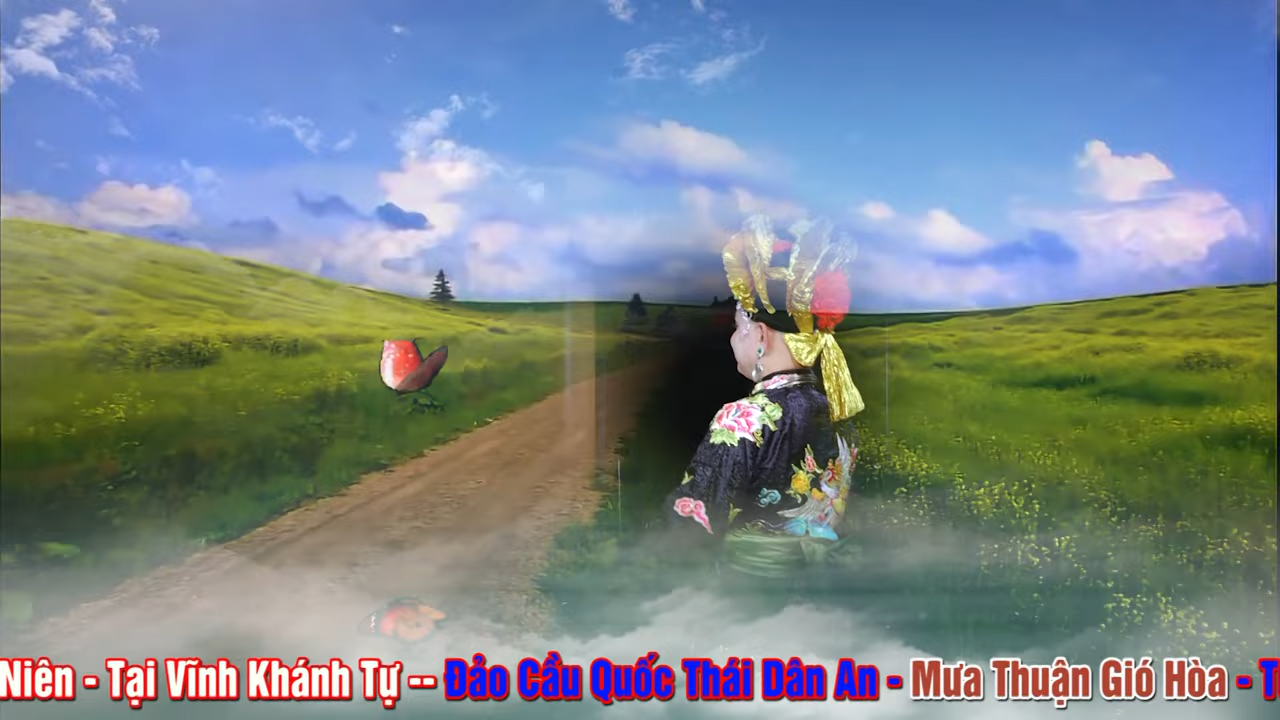 Niên - Tại Vĩnh Khánh Tự -- Đảo Cầu Quốc Thái Dân An - Mưa Thuận Gió Hòa - T